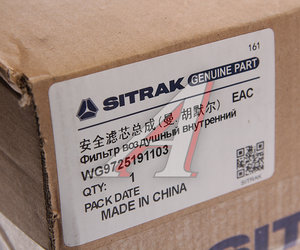 161
SITRAK GENUINE PART
安全滤芯总成(曼.胡默尔) EAC
Фильтр воздушный внутренний
WG9725191103
QTY: 1
PACK DATE
MADE IN CHINA
SITRAK